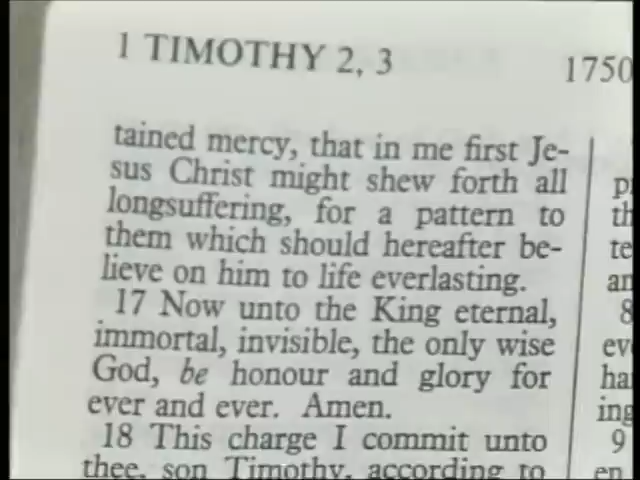 1 TIMOTHY 2, 3
1750
tained mercy, that in me first Je-
sus Christ might shew forth all
longsuffering, for a pattern to
them which should hereafter be-
lieve on him to life everlasting.
17 Now unto the King eternal,
immortal, invisible, the only wise
God, be honour and glory for
ever and ever. Amen.
18 This charge I commit unto
thee, son Timothy, according to
8
9